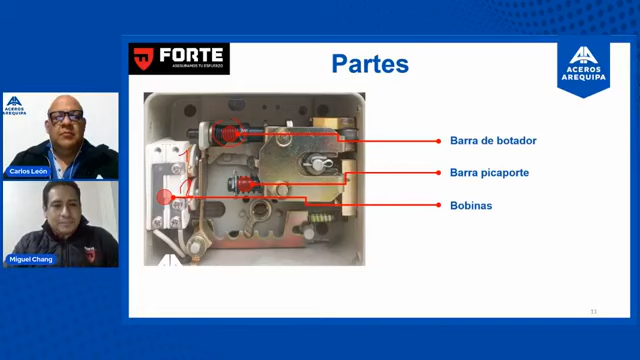 FORTE
ASEGURAMOS TU ESFUERZO
Partes
ACEROS
AREQUIPA
ACEROS
AREQUIPA
Carlos León
Miguel Chang
Barra de botador
Barra picaporte
Bobinas
11